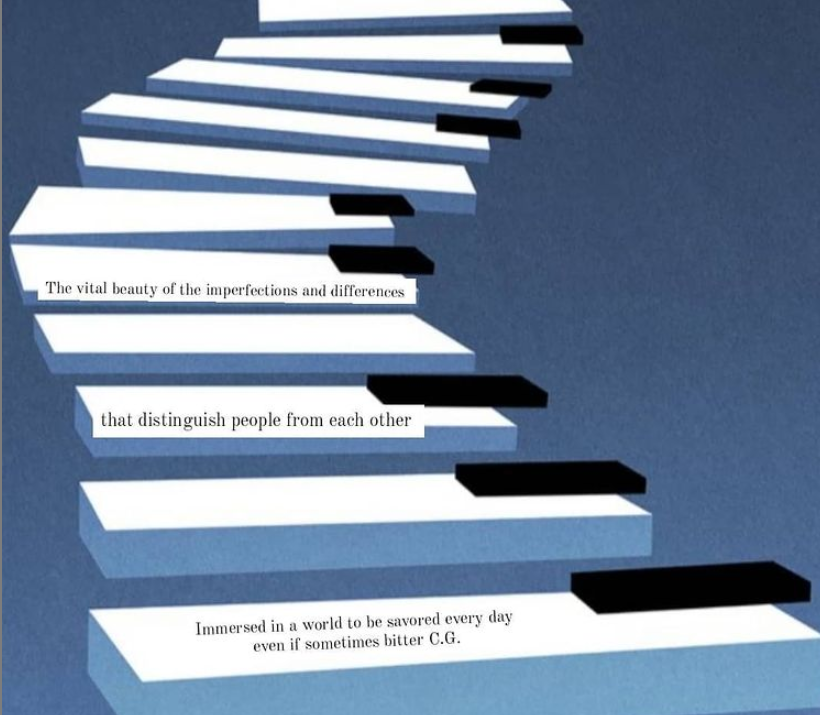 The vital beauty of the imperfections and differences
that distinguish people from each other
Immersed in a world to be savored every day
even if sometimes bitter C.G.